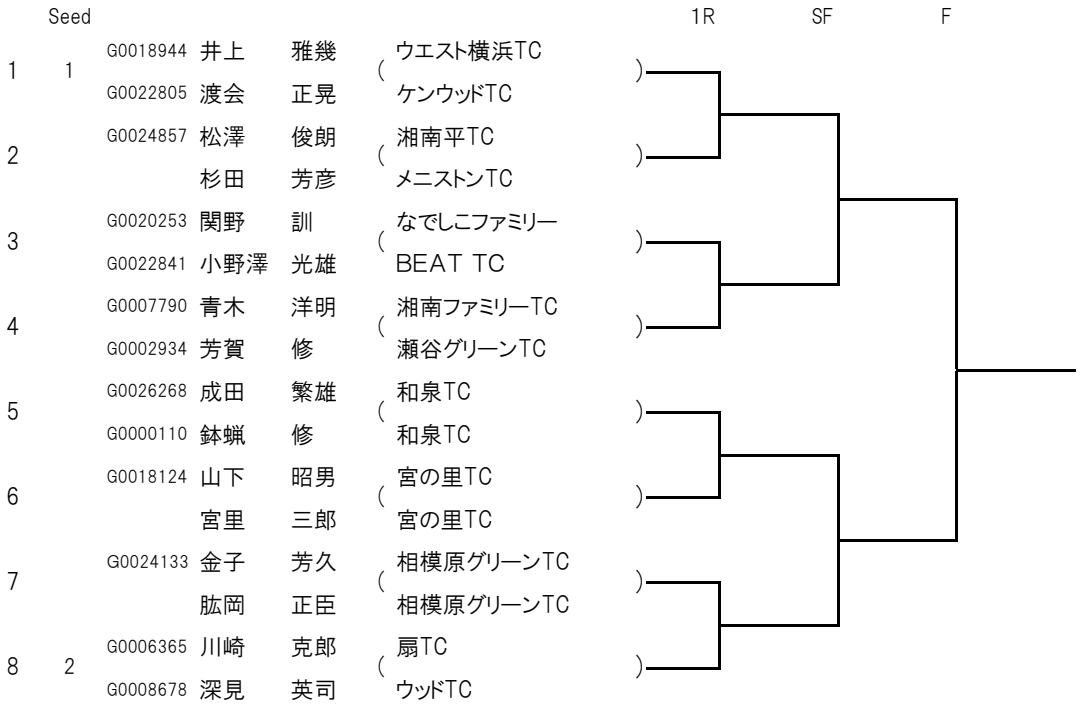 Seed 1R SF F
G0018944 井上 雅幾 ウエスト横浜TC
1 1 ( )
G0022805 渡会 正晃 ケンウッドTC
G0024857 松澤 俊朗 湘南平TC
2 ( )
杉田 芳彦 メニストンTC
G0020253 関野 訓 なでしこファミリー
3 ( )
G0022841 小野澤 光雄 BEAT TC
G0007790 青木 洋明 湘南ファミリーTC
4 ( )
G0002934 芳賀 修 瀬谷グリーンTC
G0026268 成田 繁雄 和泉TC
5 ( )
G0000110 鉢蝋 修 和泉TC
G0018124 山下 昭男 宮の里TC
6 ( )
宮里 三郎 宮の里TC
G0024133 金子 芳久 相模原グリーンTC
7 ( )
肱岡 正臣 相模原グリーンTC
G0006365 川崎 克郎 扇TC
8 2 ( )
G0008678 深見 英司 ウッドTC